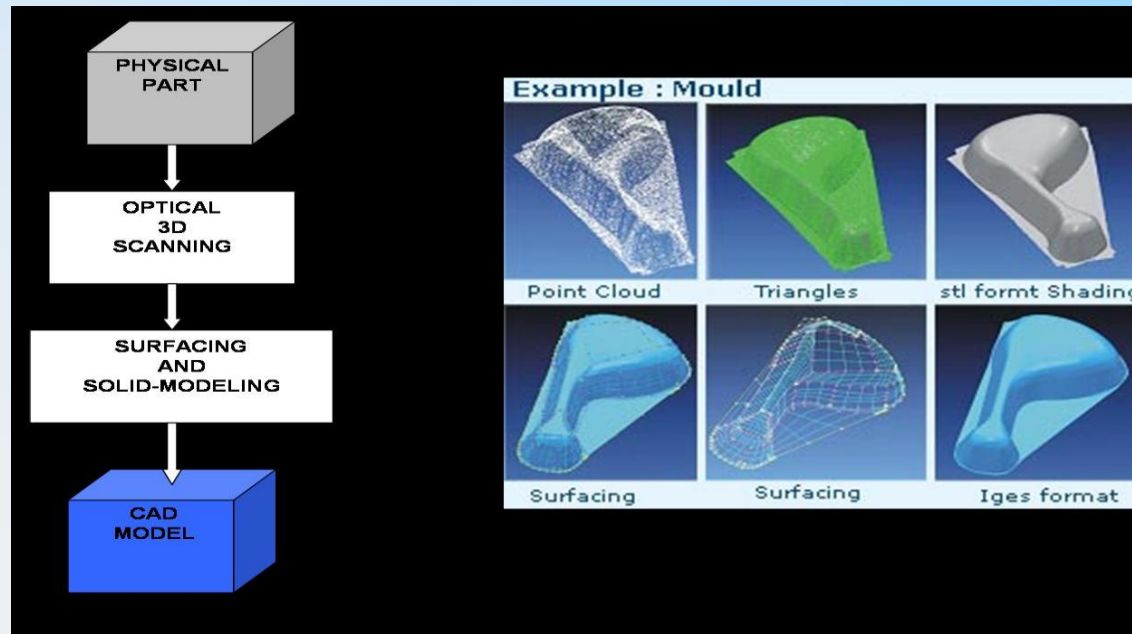 PHYSICAL
PART
OPTICAL
3D
SCANNING
SURFACING
AND
SOLID-MODELING
CAD
MODEL
Example : Mould
Point Cloud
Triangles
stl formt Shading
Surfacing
Surfacing
Iges format